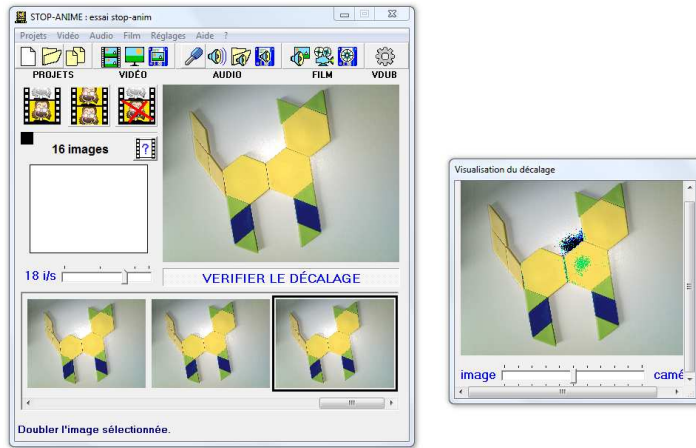 STOP-ANIME : essai stop-anim
Projets Vidéo Audio Film Réglages Aide ?
PROJETS VIDÉO AUDIO FILM VDUB
16 images
?
18 i/s
VERIFIER LE DÉCALAGE
Doubler l'image sélectionnée.
Visualisation du décalage
image camé